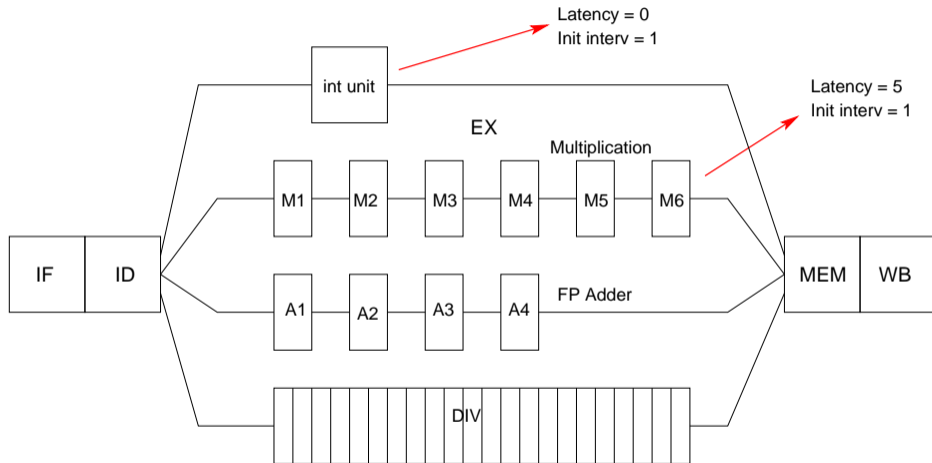 Latency = 0
Init interv = 1
int unit
Latency = 5
Init interv = 1
EX
Multiplication
M1 M2 M3 M4 M5 M6
IF ID
MEM WB
A1 A2 A3 A4
FP Adder
DIV